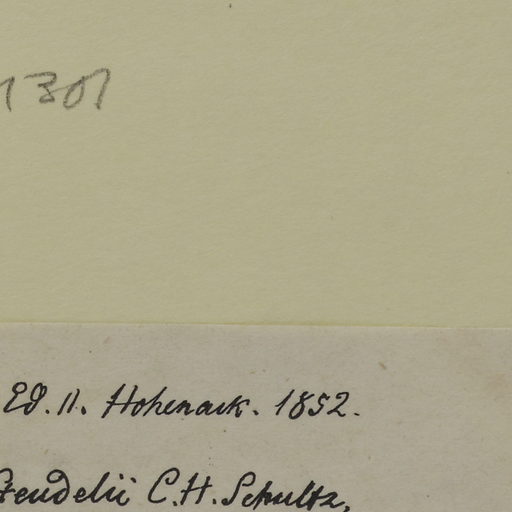 1301
Ed. II. Hohenack. 1852.
Steudelii C.H. Schultz,